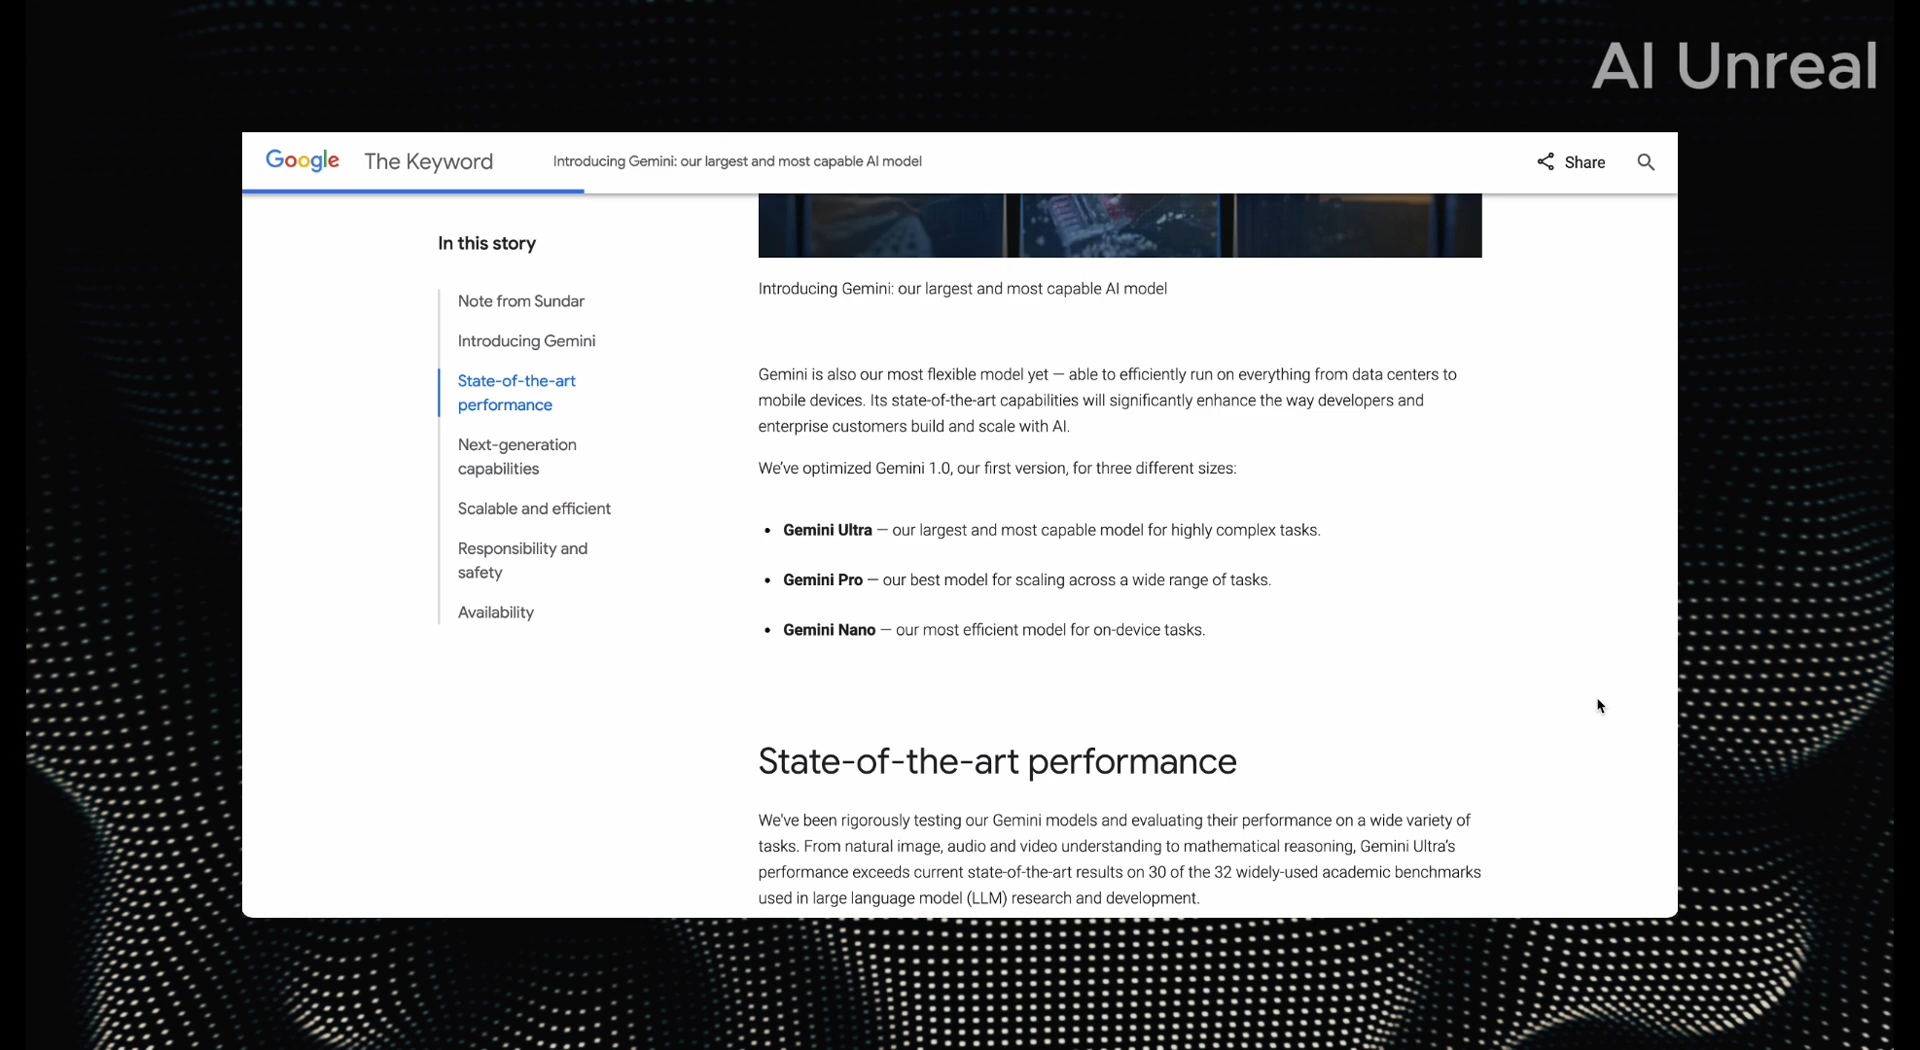 AI Unreal
Google The Keyword Introducing Gemini: our largest and most capable AI model Share
In this story
Note from Sundar
Introducing Gemini
State-of-the-art
performance
Next-generation
capabilities
Scalable and efficient
Responsibility and
safety
Availability
Introducing Gemini: our largest and most capable AI model
Gemini is also our most flexible model yet — able to efficiently run on everything from data centers to
mobile devices. Its state-of-the-art capabilities will significantly enhance the way developers and
enterprise customers build and scale with AI.
We've optimized Gemini 1.0, our first version, for three different sizes:
• Gemini Ultra — our largest and most capable model for highly complex tasks.
• Gemini Pro — our best model for scaling across a wide range of tasks.
• Gemini Nano — our most efficient model for on-device tasks.
State-of-the-art performance
We've been rigorously testing our Gemini models and evaluating their performance on a wide variety of
tasks. From natural image, audio and video understanding to mathematical reasoning, Gemini Ultra's
performance exceeds current state-of-the-art results on 30 of the 32 widely-used academic benchmarks
used in large language model (LLM) research and development.